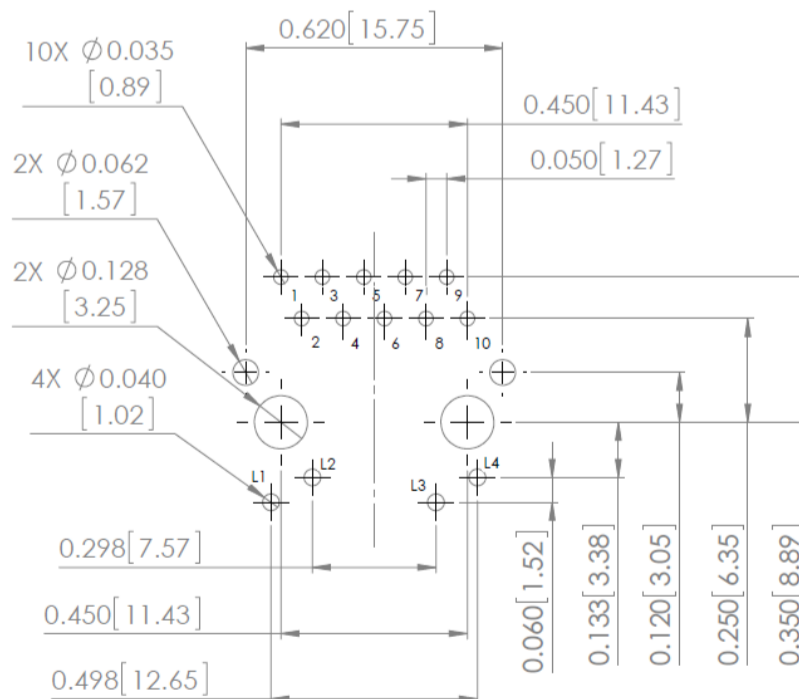 0.620[15.75]
10X ∅0.035
[0.89]
0.450[11.43]
0.050[1.27]
2X ∅0.062
[1.57]
2X ∅0.128
[3.25]
1 3 5 7 9
2 4 6 8 10
4X ∅0.040
[1.02]
L1 L2 L3 L4
0.298[7.57]
0.450[11.43]
0.498[12.65]
0.060[1.52]
0.133[3.38]
0.120[3.05]
0.250[6.35]
0.350[8.89]